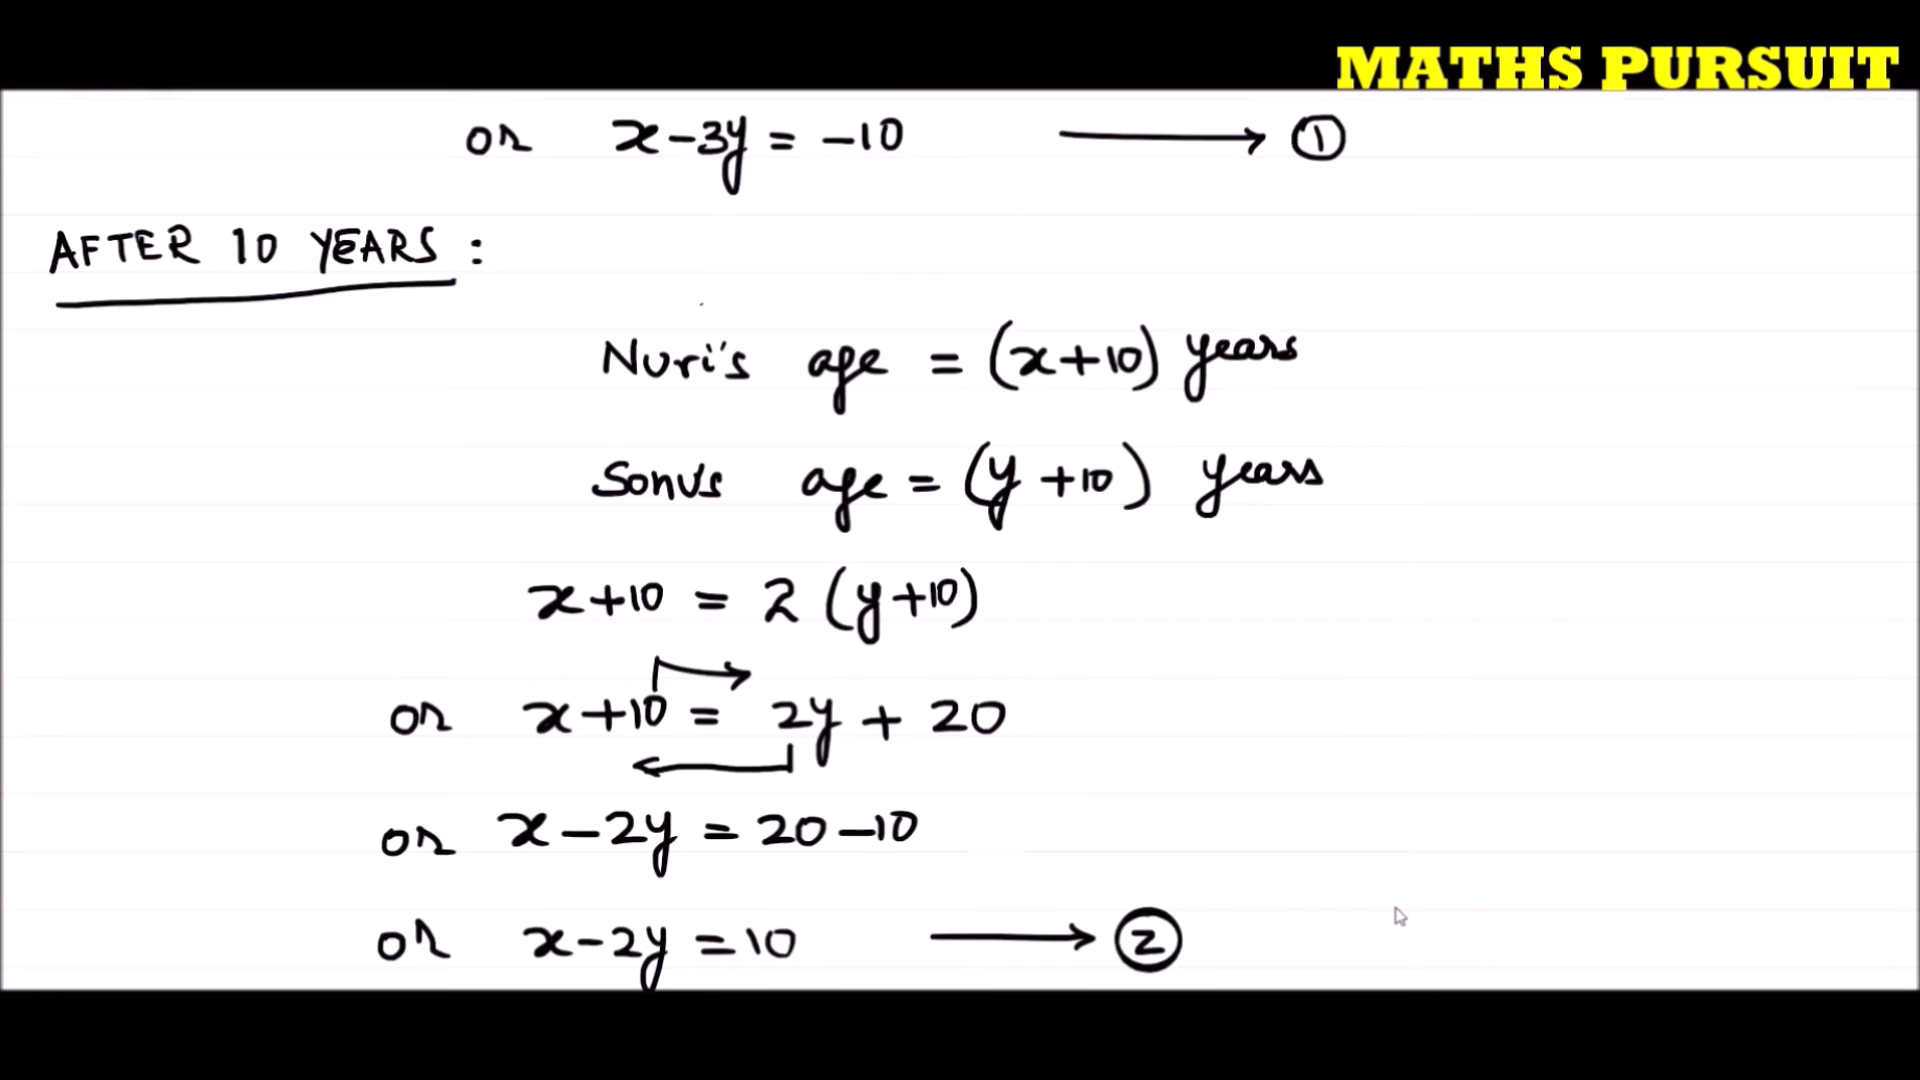 MATHS PURSUIT
or x-3y = -10 ⟶ ①
AFTER 10 YEARS :
Nuri's age = (x+10) years
Sonu's age = (y+10) years
x+10 = 2 (y+10)
or x+10 = 2y + 20
or x-2y = 20-10
or x-2y = 10 ⟶ ②